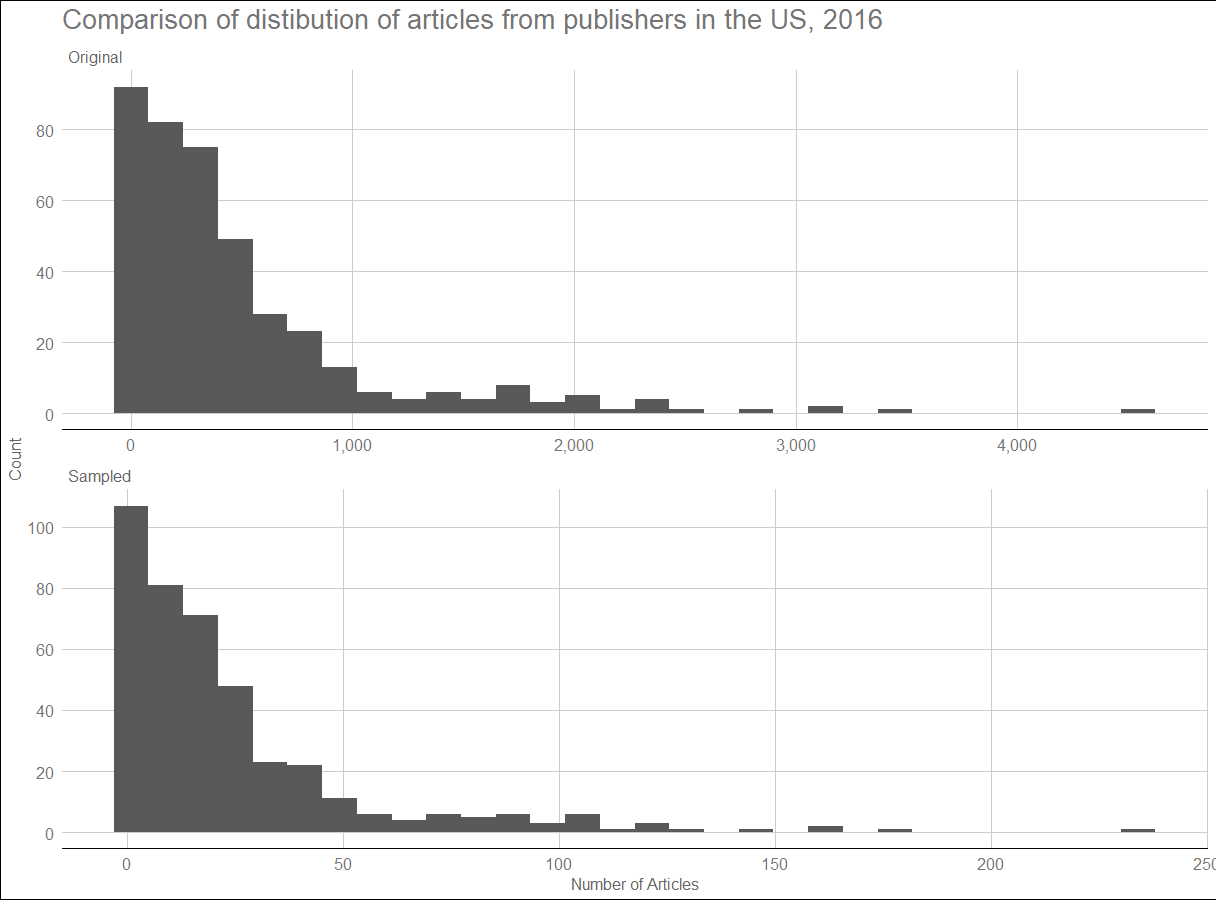 Comparison of distibution of articles from publishers in the US, 2016
Original
80
60
40
20
0
0 1,000 2,000 3,000 4,000
Count
Sampled
100
80
60
40
20
0
0 50 100 150 200 250
Number of Articles